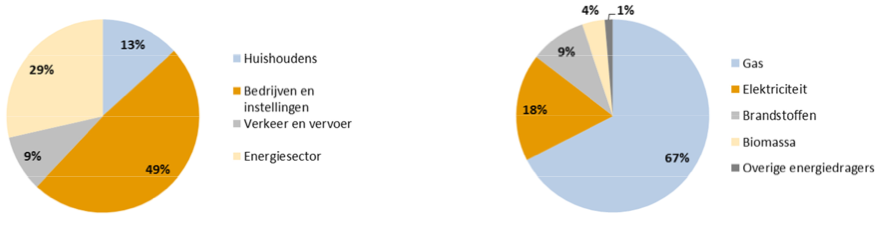 13%
29%
9%
49%
Huishoudens
Bedrijven en
instellingen
Verkeer en vervoer
Energiesector
4%
1%
9%
18%
67%
Gas
Elektriciteit
Brandstoffen
Biomassa
Overige energiedragers